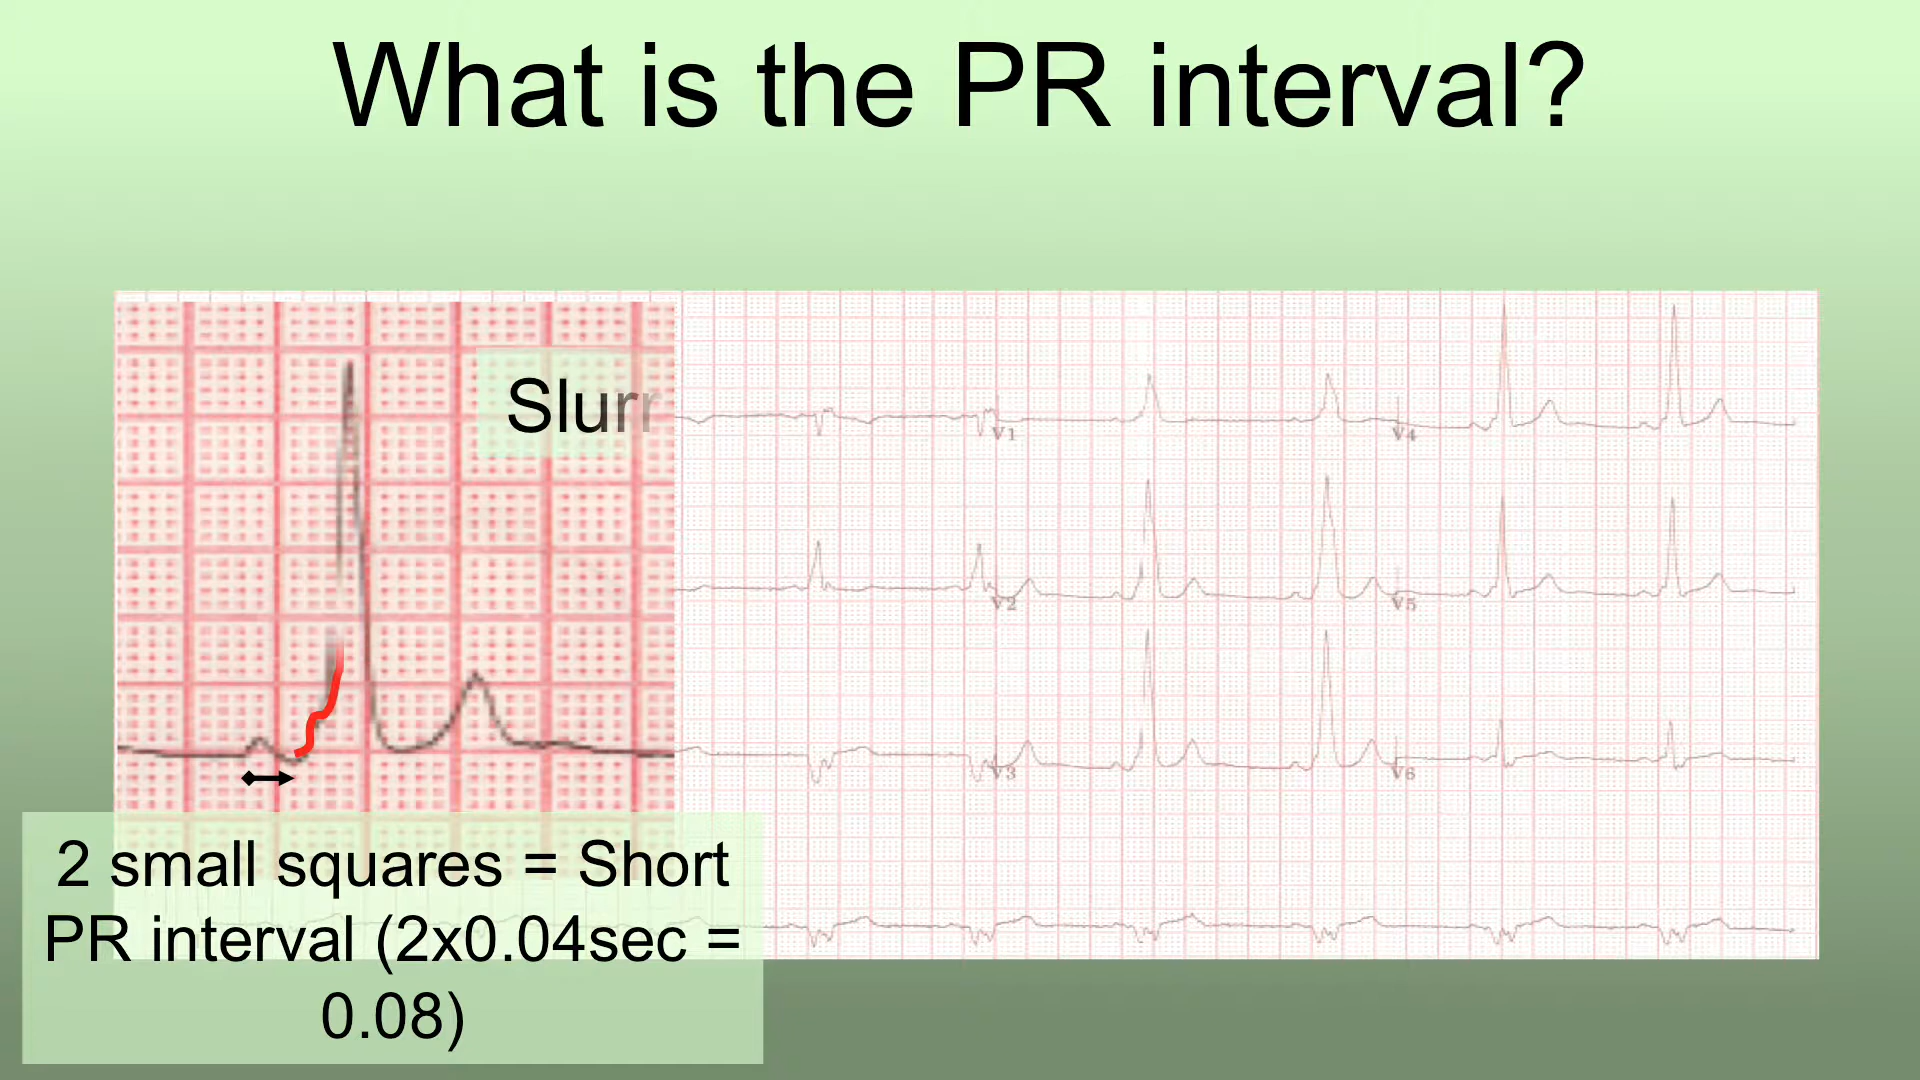 What is the PR interval?
Slurr
V1
V4
V2
V5
V3
V6
2 small squares = Short
PR interval (2x0.04sec =
0.08)